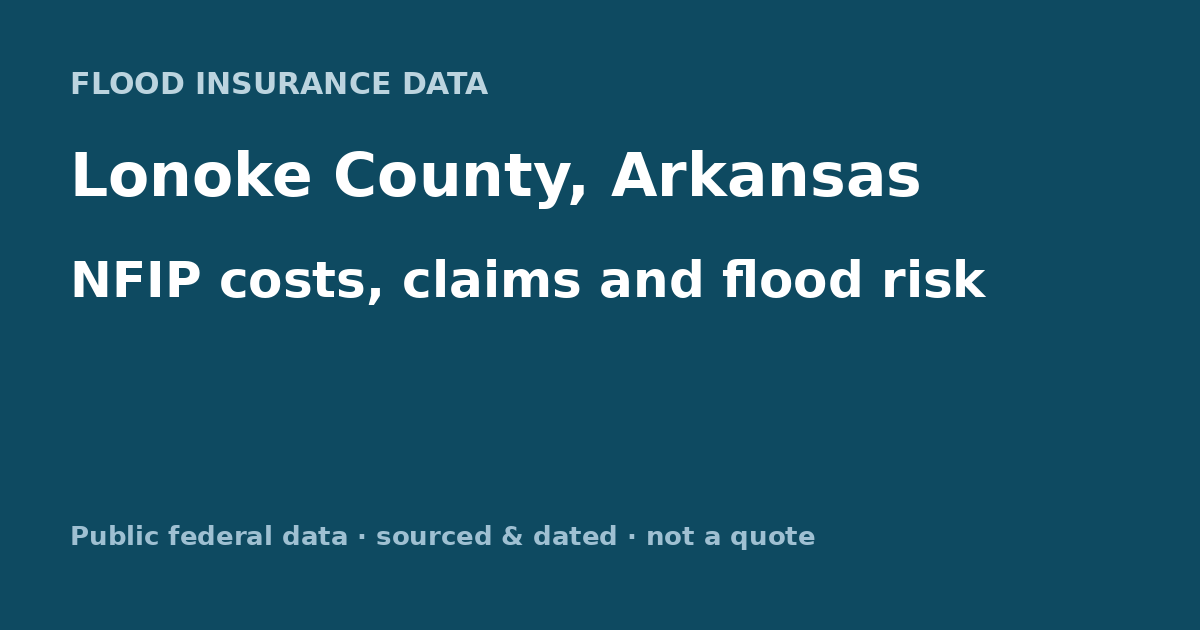 FLOOD INSURANCE DATA
Lonoke County, Arkansas
NFIP costs, claims and flood risk
Public federal data · sourced & dated · not a quote